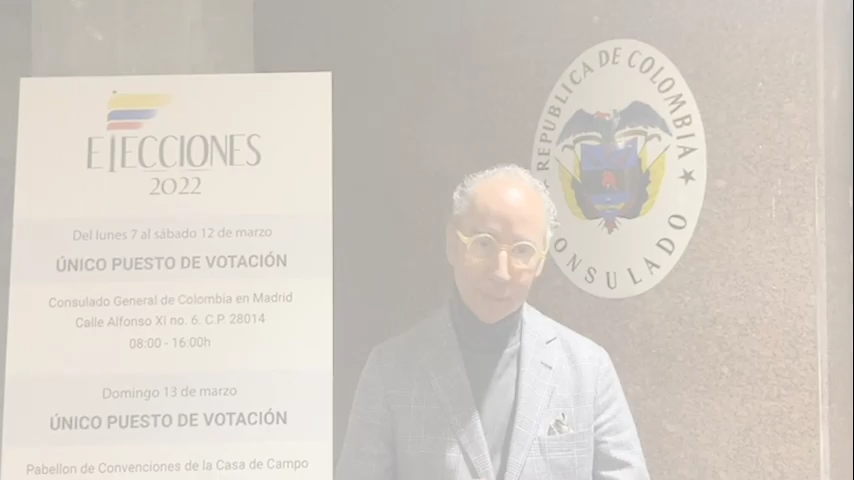 ELECCIONES
2022
Del lunes 7 al sábado 12 de marzo
ÚNICO PUESTO DE VOTACIÓN
Consulado General de Colombia en Madrid
Calle Alfonso XI no. 6. C.P. 28014
08:00 - 16:00h
Domingo 13 de marzo
ÚNICO PUESTO DE VOTACIÓN
Pabellon de Convenciones de la Casa de Campo
REPUBLICA DE COLOMBIA
CONSULADO